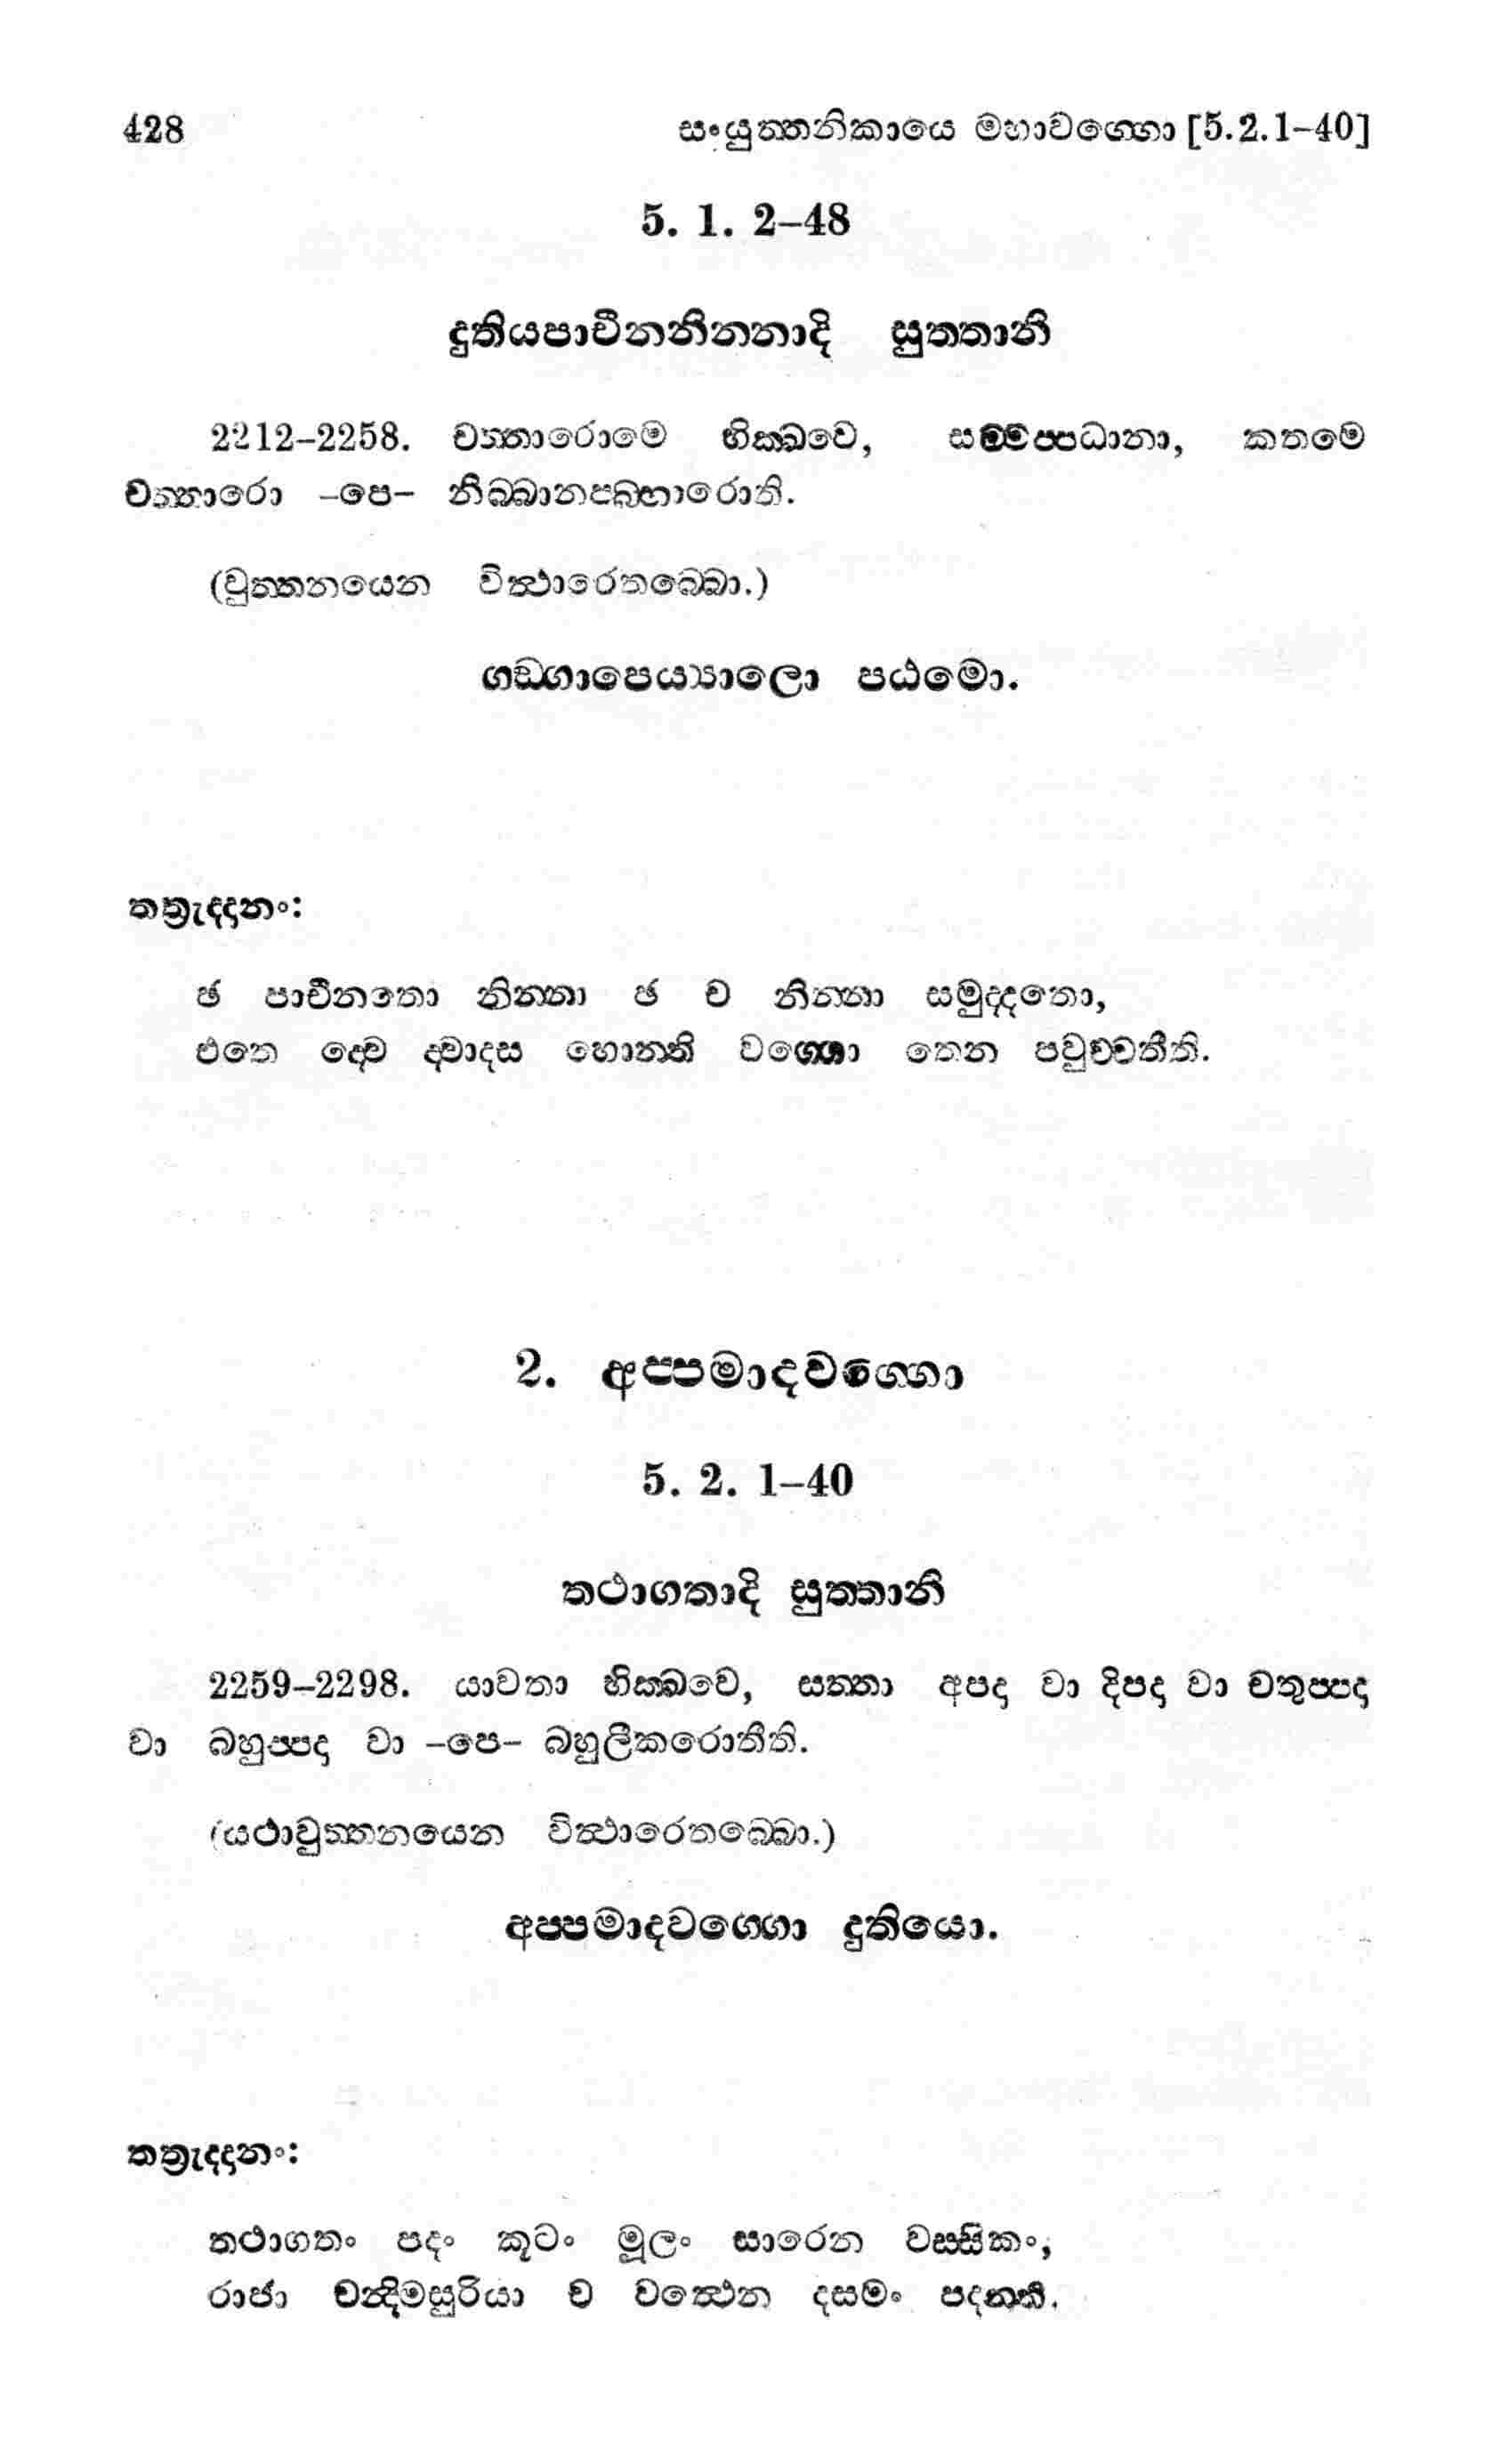 428 සංයුත්තනිකායෙ මහාවග්ගො [5.2.1–40]
5. 1. 2–48
දුතියපාචීනනින්නාදි සුත්තානි
2212–2258. චත්තාරොමෙ භික්ඛවෙ, සම්මප්පධානා, කතමෙ
චත්තාරො –පෙ– නිබ්බානපබ්භාරොති.
(වුත්තනයෙන විත්ථාරෙතබ්බො.)
ගඞ්ගාපෙය්‍යාලො පඨමො.
තත්‍රුද්දානං:
ඡ පාචීනතො නින්නා ඡ ච නින්නා සමුද්දතො,
එතෙ ද්වෙ ද්වාදස හොන්ති වග්ගො තෙන පවුච්චතීති.
2. අප්පමාදවග්ගො
5. 2. 1–40
තථාගතාදි සුත්තානි
2259–2298. යාවතා භික්ඛවෙ, සත්තා අපදා වා දිපදා වා චතුප්පදා
වා බහුප්පදා වා –පෙ– බහුලීකරොතීති.
(යථාවුත්තනයෙන විත්ථාරෙතබ්බො.)
අප්පමාදවග්ගො දුතියො.
තත්‍රුද්දානං:
තථාගතං පදං කූටං මූලං සාරෙන වස්සිකං,
රාජා චන්දිමසුරියා ච වත්ථෙන දසමං පදන්ති.